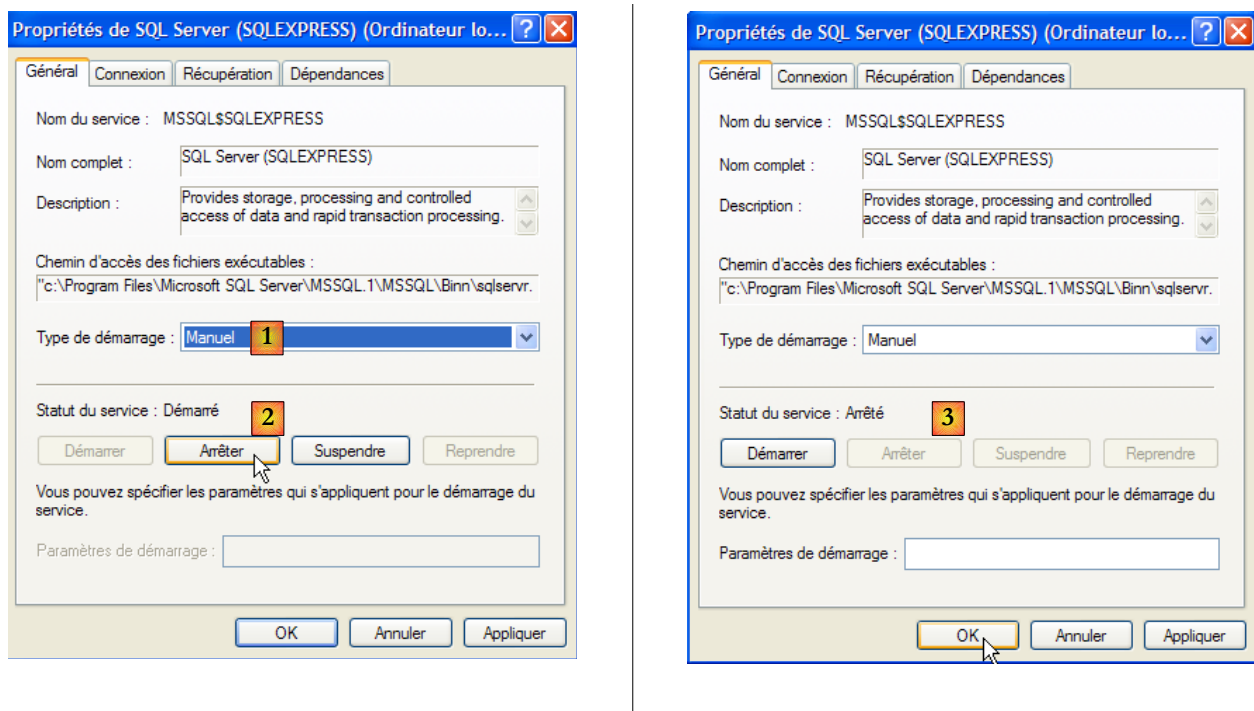 Propriétés de SQL Server (SQLEXPRESS) (Ordinateur lo...
Général Connexion Récupération Dépendances
Nom du service : MSSQL$SQLEXPRESS
Nom complet : SQL Server (SQLEXPRESS)
Description : Provides storage, processing and controlled
access of data and rapid transaction processing.
Chemin d'accès des fichiers exécutables :
"c:\Program Files\Microsoft SQL Server\MSSQL.1\MSSQL\Binn\sqlservr.
Type de démarrage : Manuel 1
Statut du service : Démarré 2
Démarrer Arrêter Suspendre Reprendre
Vous pouvez spécifier les paramètres qui s'appliquent pour le démarrage du
service.
Paramètres de démarrage :
OK Annuler Appliquer
Propriétés de SQL Server (SQLEXPRESS) (Ordinateur lo...
Général Connexion Récupération Dépendances
Nom du service : MSSQL$SQLEXPRESS
Nom complet : SQL Server (SQLEXPRESS)
Description : Provides storage, processing and controlled
access of data and rapid transaction processing.
Chemin d'accès des fichiers exécutables :
"c:\Program Files\Microsoft SQL Server\MSSQL.1\MSSQL\Binn\sqlservr.
Type de démarrage : Manuel
Statut du service : Arrêté 3
Démarrer Arrêter Suspendre Reprendre
Vous pouvez spécifier les paramètres qui s'appliquent pour le démarrage du
service.
Paramètres de démarrage :
OK Annuler Appliquer